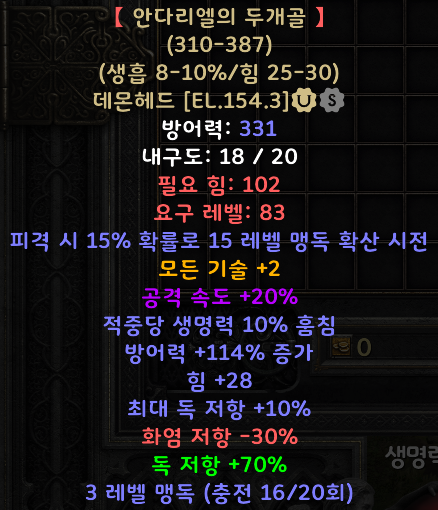 【 안다리엘의 두개골 】
(310-387)
(생흡 8-10%/힘 25-30)
데몬헤드 [EL.154.3] U S
방어력: 331
내구도: 18 / 20
필요 힘: 102
요구 레벨: 83
피격 시 15% 확률로 15 레벨 맹독 확산 시전
모든 기술 +2
공격 속도 +20%
적중당 생명력 10% 훔침
방어력 +114% 증가
0
힘 +28
최대 독 저항 +10%
화염 저항 -30%
생명력
독 저항 +70%
3 레벨 맹독 (충전 16/20회)